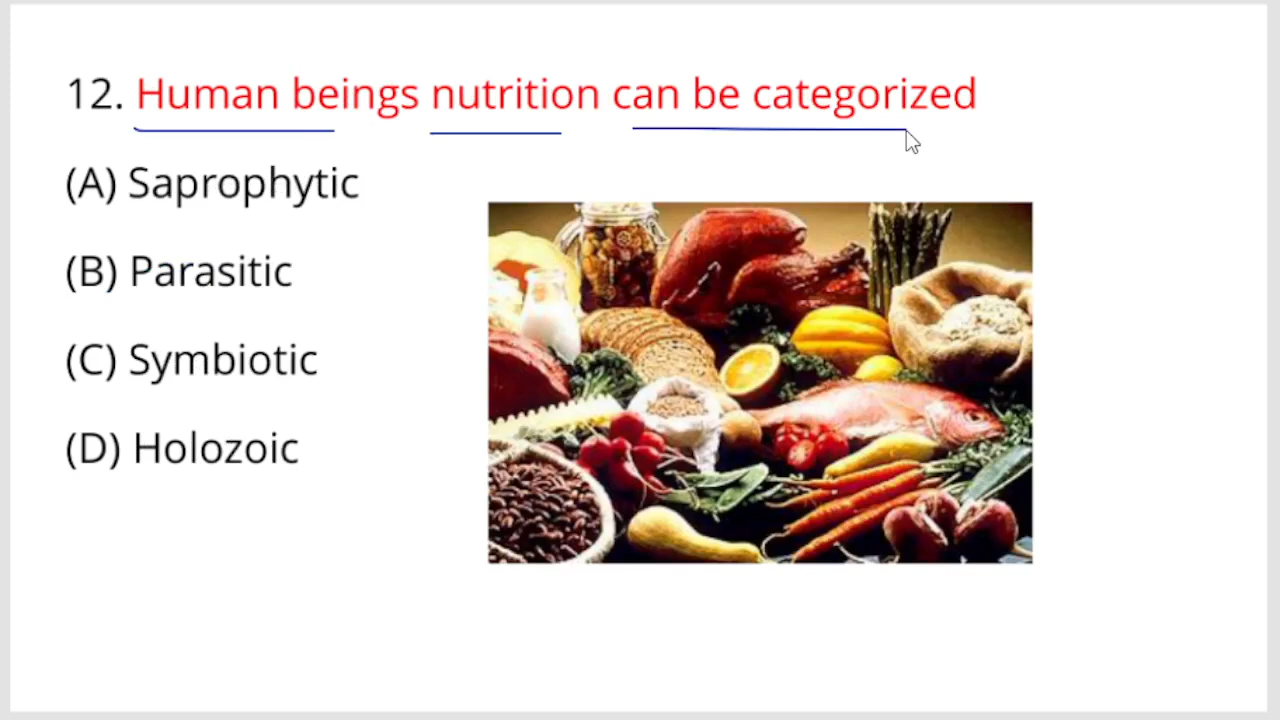 12. Human beings nutrition can be categorized
(A) Saprophytic
(B) Parasitic
(C) Symbiotic
(D) Holozoic